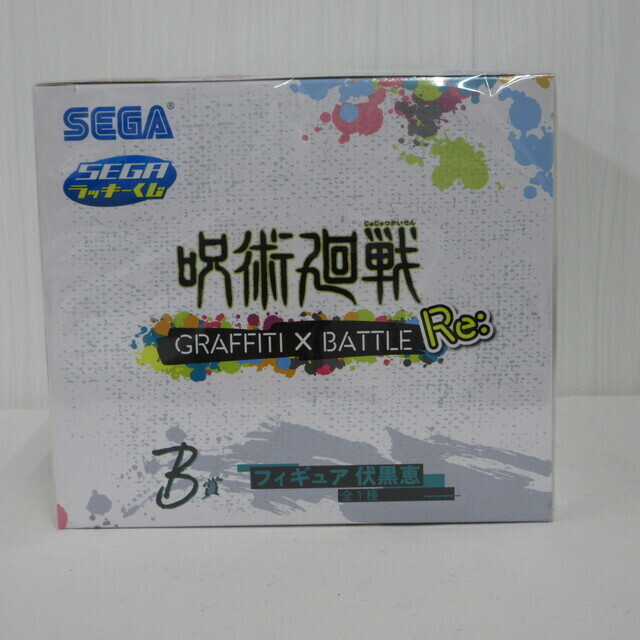 SEGA®
SEGA
ラッキーくじ
じゅじゅつかいせん
呪術廻戦
GRAFFITI × BATTLE Re:
B賞 フィギュア 伏黒恵
全1種